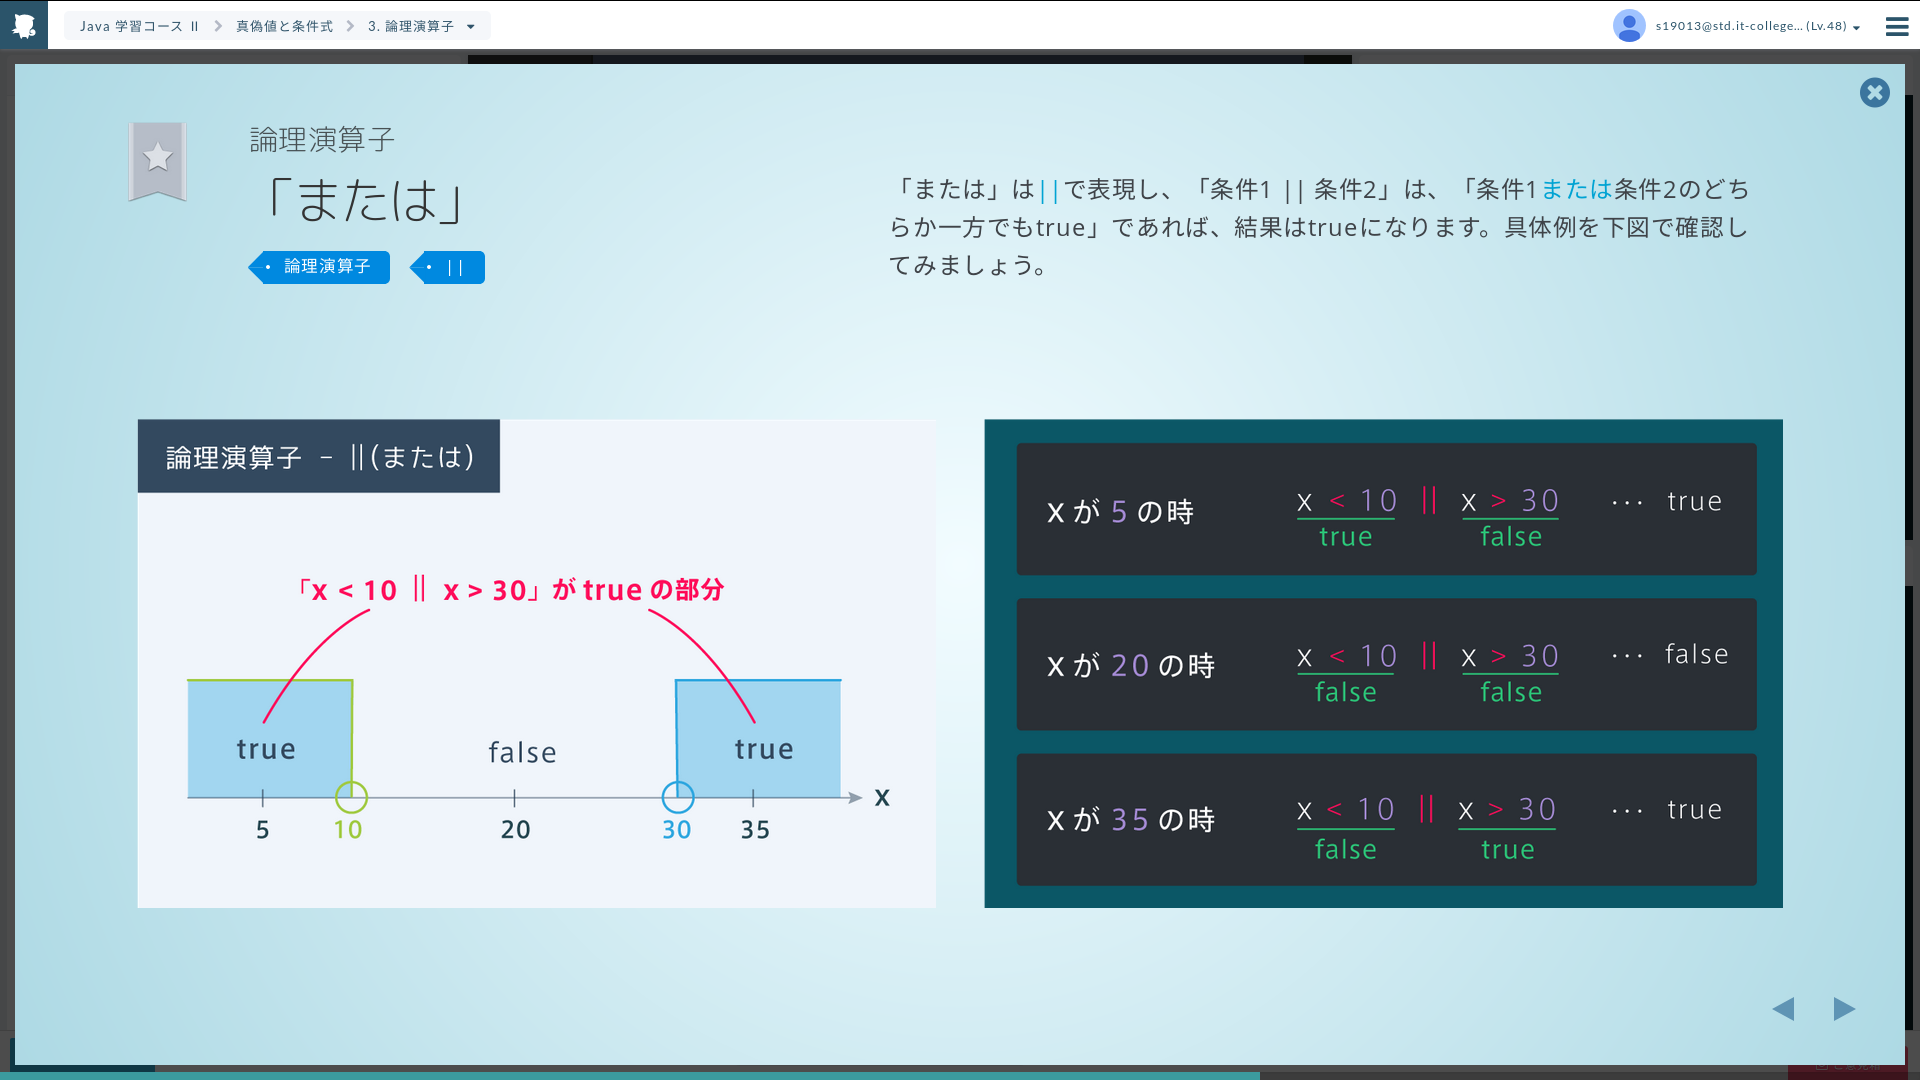 Java 学習コース II
真偽値と条件式
3. 論理演算子
s19013@std.it-college... (Lv.48)
論理演算子
「または」
論理演算子
||
「または」は||で表現し、「条件1 || 条件2」は、「条件1または条件2のどち
らか一方でもtrue」であれば、結果はtrueになります。具体例を下図で確認し
てみましょう。
論理演算子 － ||(または)
「x < 10 || x > 30」が true の部分
true
false
true
x
5
10
20
30
35
x が 5 の時
x < 10 || x > 30 … true
true
false
x が 20 の時
x < 10 || x > 30 … false
false
false
x が 35 の時
x < 10 || x > 30 … true
false
true